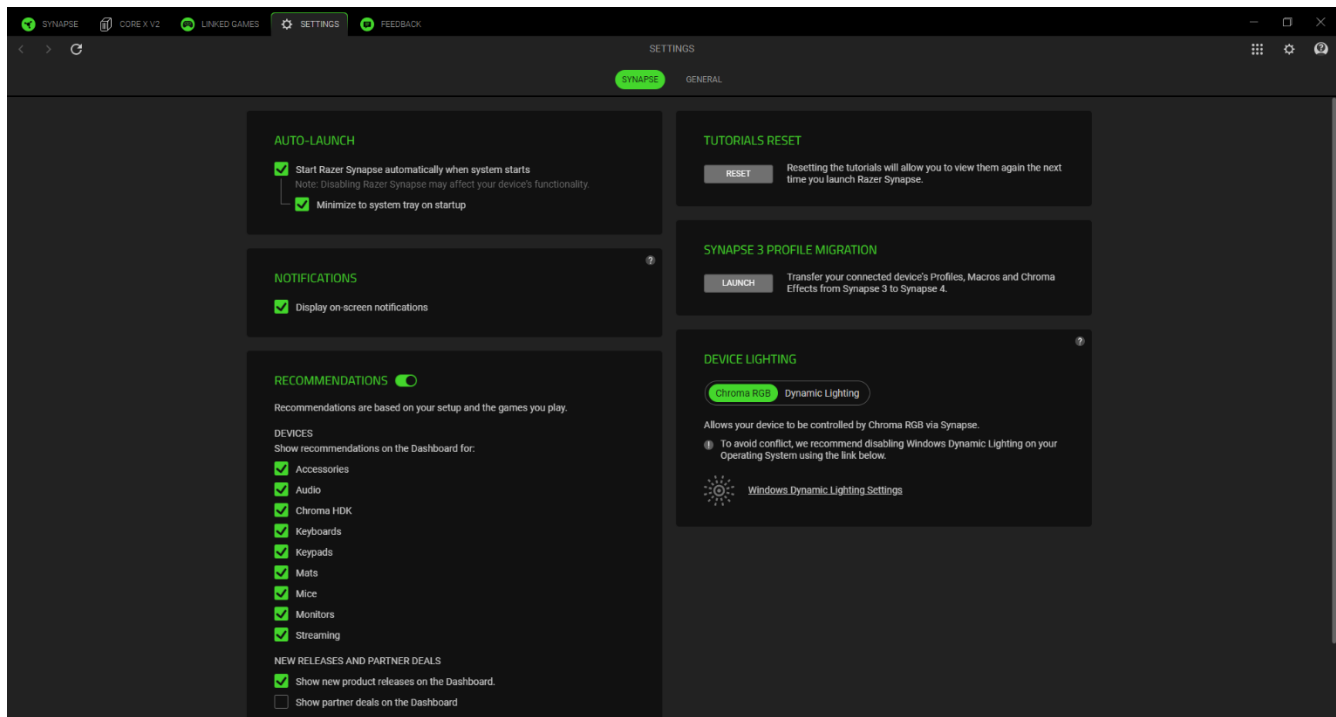 SYNAPSE
CORE X V2
LINKED GAMES
SETTINGS
FEEDBACK
SETTINGS
SYNAPSE
GENERAL
AUTO-LAUNCH
Start Razer Synapse automatically when system starts
Note: Disabling Razer Synapse may affect your device's functionality.
Minimize to system tray on startup
NOTIFICATIONS
Display on-screen notifications
RECOMMENDATIONS
Recommendations are based on your setup and the games you play.
DEVICES
Show recommendations on the Dashboard for:
Accessories
Audio
Chroma HDK
Keyboards
Keypads
Mats
Mice
Monitors
Streaming
NEW RELEASES AND PARTNER DEALS
Show new product releases on the Dashboard.
Show partner deals on the Dashboard
TUTORIALS RESET
RESET
Resetting the tutorials will allow you to view them again the next
time you launch Razer Synapse.
SYNAPSE 3 PROFILE MIGRATION
LAUNCH
Transfer your connected device's Profiles, Macros and Chroma
Effects from Synapse 3 to Synapse 4.
DEVICE LIGHTING
Chroma RGB
Dynamic Lighting
Allows your device to be controlled by Chroma RGB via Synapse.
To avoid conflict, we recommend disabling Windows Dynamic Lighting on your
Operating System using the link below.
Windows Dynamic Lighting Settings